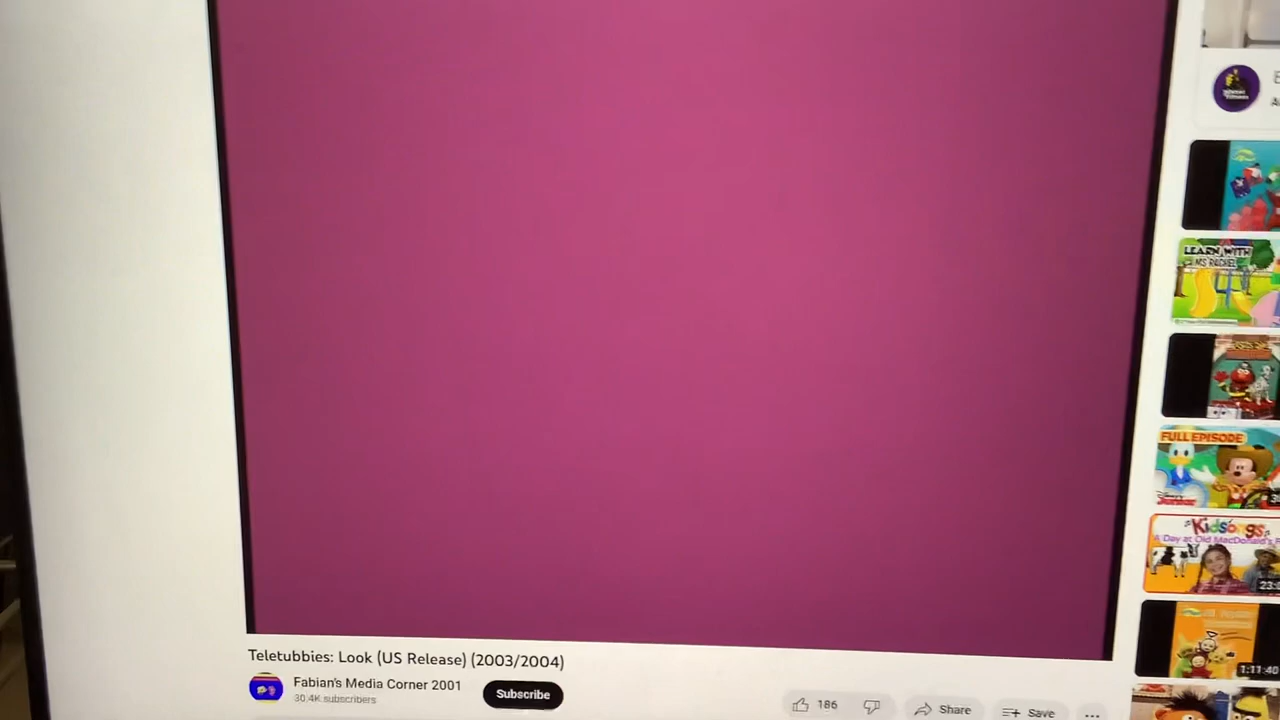 Teletubbies: Look (US Release) (2003/2004)
Fabian's Media Corner 2001
30.4K subscribers
Subscribe
186
Share
Save
LEARN WITH
MS RACHEL
FULL EPISODE
Kidsongs
A Day at Old MacDonald's
23:
1:11:40